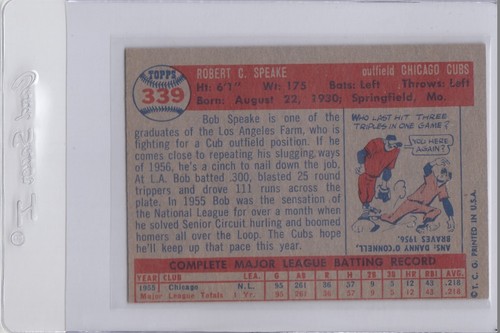 Card Saver I
TOPPS
339
ROBERT C. SPEAKE outfield CHICAGO CUBS
Ht: 6'1" Wt: 175 Bats: Left Throws: Left
Born: August 22, 1930; Springfield, Mo.
Bob Speake is one of the
graduates of the Los Angeles Farm, who
is fighting for a Cub outfield position. If
he comes close to repeating his slugging ways
of 1956, he's a cinch to nail down the job.
At L.A. Bob batted .300, blasted 25 round
trippers and drove 111 runs across the
plate. In 1955 Bob was the sensation of
the National League for over a month when
he solved Senior Circuit hurling and boomed
homers all over the Loop. The Cubs hope
he'll keep up that pace this year.
WHO LAST HIT THREE
TRIPLES IN ONE GAME?
YOU HERE
AGAIN?
ANS: DANNY O'CONNELL
BRAVES 1956.
COMPLETE MAJOR LEAGUE BATTING RECORD
YEAR CLUB LEA. G AB R H 2B 3B HR RBI AVG.
1955 Chicago N.L. 95 261 36 57 9 5 12 43 .218
Major League Totals 1 Yr. 95 261 36 57 9 5 12 43 .218
© T. C. G. PRINTED IN U.S.A.